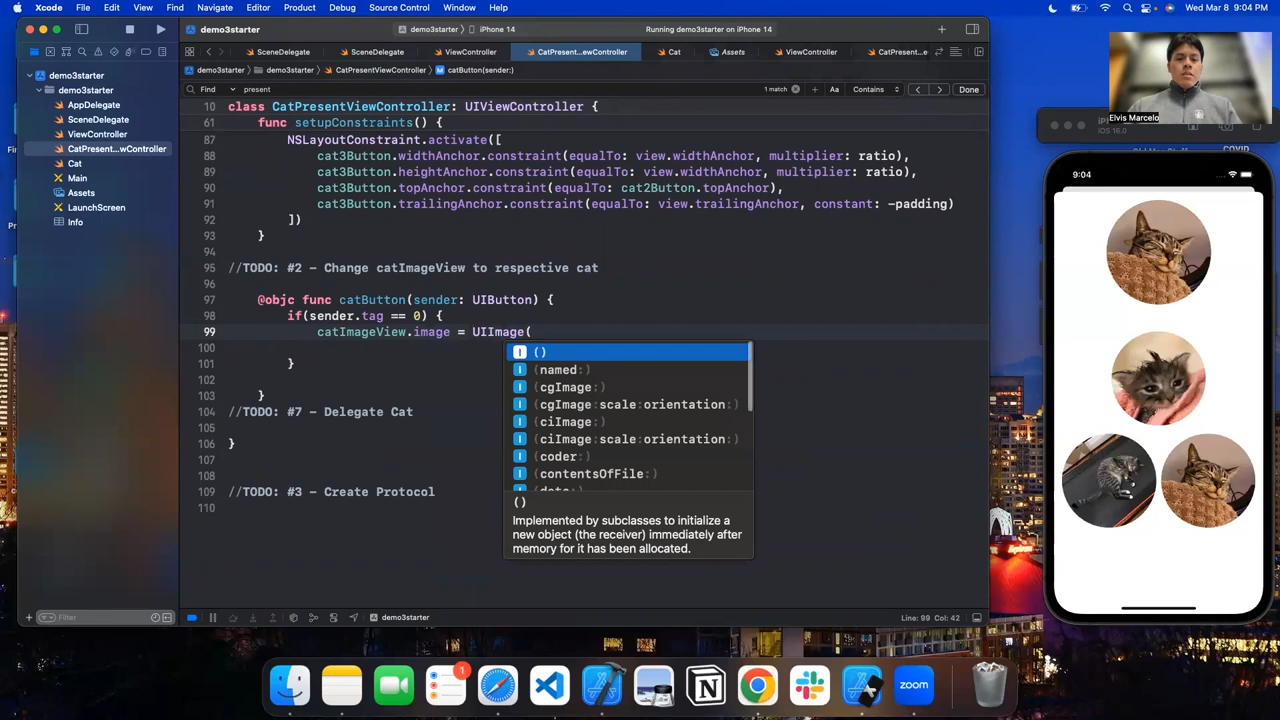 Xcode File Edit View Find Navigate Editor Product Debug Source Control Window Help
Wed Mar 8 9:04 PM
demo3starter
demo3starter iPhone 14
Running demo3starter on iPhone 14
SceneDelegate SceneDelegate ViewController CatPresent...ewController Cat Assets ViewController CatPresent...
demo3starter demo3starter CatPresentViewController catButton(sender:)
Find present 1 match Aa Contains Done
demo3starter
demo3starter
AppDelegate
SceneDelegate
ViewController
CatPresent...wController
Cat
Main
Assets
LaunchScreen
Info
10 class CatPresentViewController: UIViewController {
61 func setupConstraints() {
87 NSLayoutConstraint.activate([
88 cat3Button.widthAnchor.constraint(equalTo: view.widthAnchor, multiplier: ratio),
89 cat3Button.heightAnchor.constraint(equalTo: view.widthAnchor, multiplier: ratio),
90 cat3Button.topAnchor.constraint(equalTo: cat2Button.topAnchor),
91 cat3Button.trailingAnchor.constraint(equalTo: view.trailingAnchor, constant: -padding)
92 ])
93 }
94
95 //TODO: #2 - Change catImageView to respective cat
96
97 @objc func catButton(sender: UIButton) {
98 if(sender.tag == 0) {
99 catImageView.image = UIImage(
100
101 }
102
103 }
104 //TODO: #7 - Delegate Cat
105
106 }
107
108
109 //TODO: #3 - Create Protocol
110
I ()
I (named:)
I (cgImage:)
I (cgImage:scale:orientation:)
I (ciImage:)
I (ciImage:scale:orientation:)
I (coder:)
I (contentsOfFile:)
()
Implemented by subclasses to initialize a
new object (the receiver) immediately after
memory for it has been allocated.
Filter
demo3starter
Line: 99 Col: 42
Elvis Marcelo
iOS 16.0
COVID
9:04
1
zoom